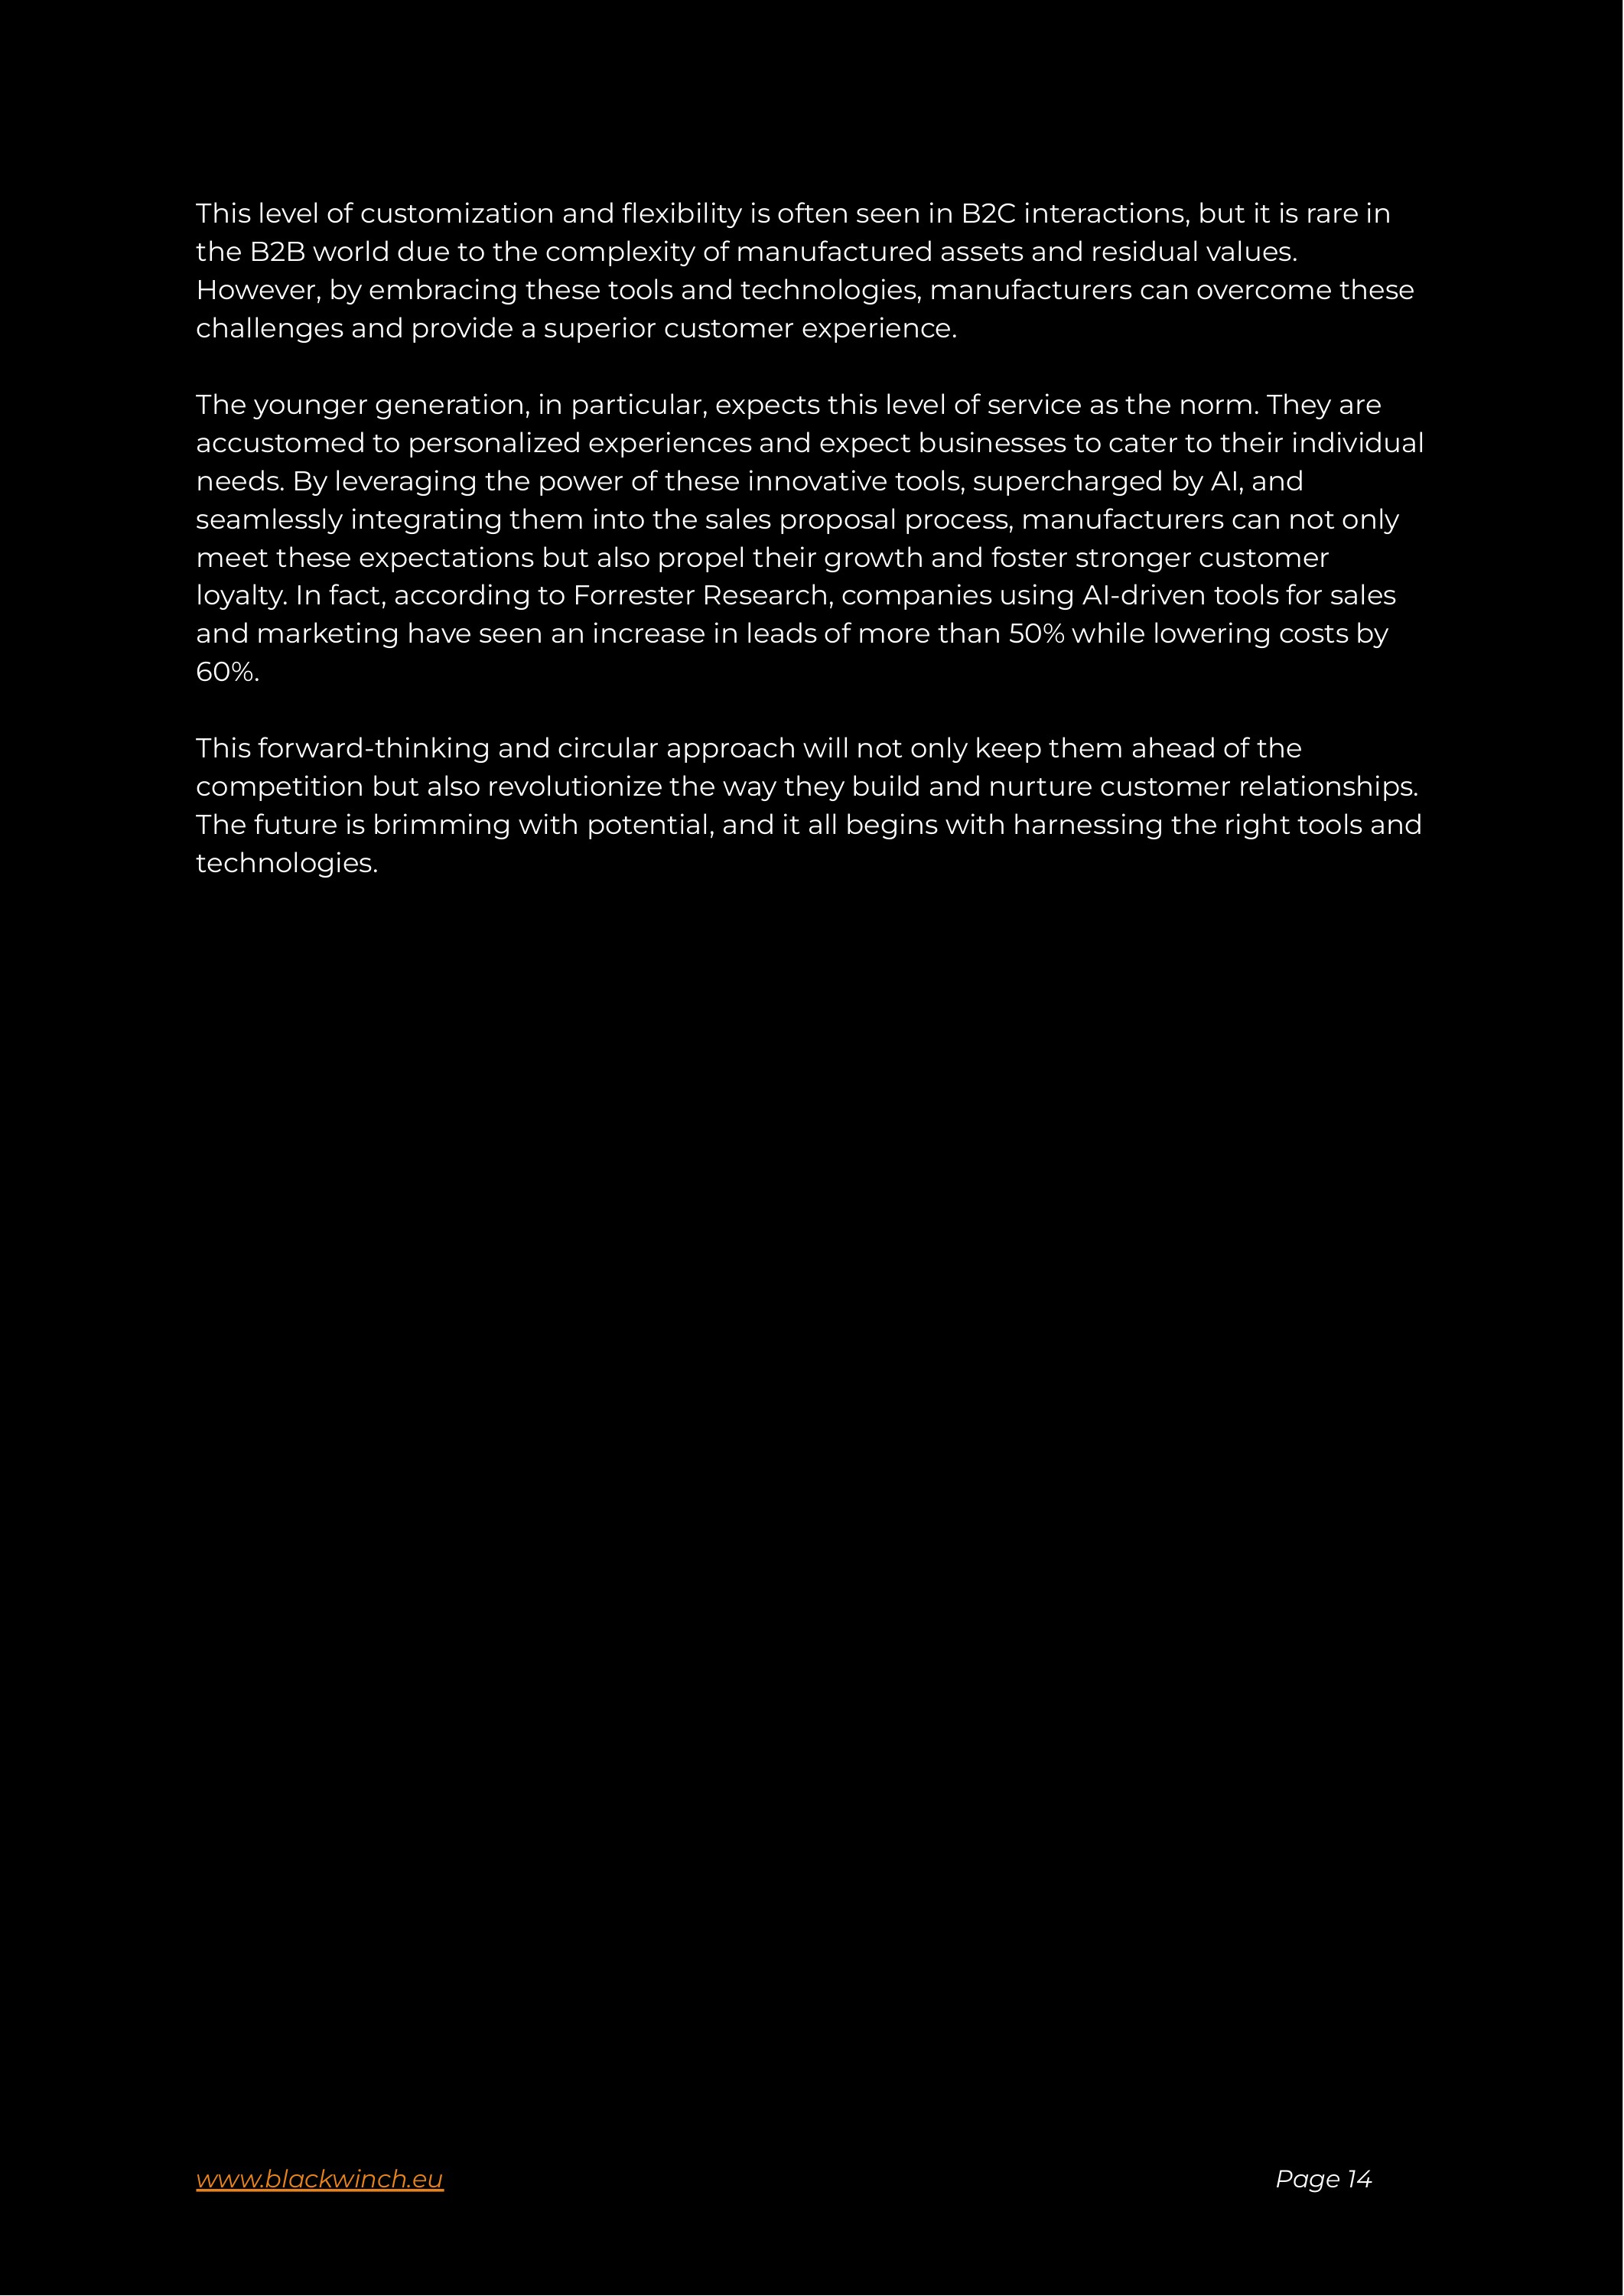 This level of customization and flexibility is often seen in B2C interactions, but it is rare in
the B2B world due to the complexity of manufactured assets and residual values.
However, by embracing these tools and technologies, manufacturers can overcome these
challenges and provide a superior customer experience.
The younger generation, in particular, expects this level of service as the norm. They are
accustomed to personalized experiences and expect businesses to cater to their individual
needs. By leveraging the power of these innovative tools, supercharged by AI, and
seamlessly integrating them into the sales proposal process, manufacturers can not only
meet these expectations but also propel their growth and foster stronger customer
loyalty. In fact, according to Forrester Research, companies using AI-driven tools for sales
and marketing have seen an increase in leads of more than 50% while lowering costs by
60%.
This forward-thinking and circular approach will not only keep them ahead of the
competition but also revolutionize the way they build and nurture customer relationships.
The future is brimming with potential, and it all begins with harnessing the right tools and
technologies.
www.blackwinch.eu
Page 14